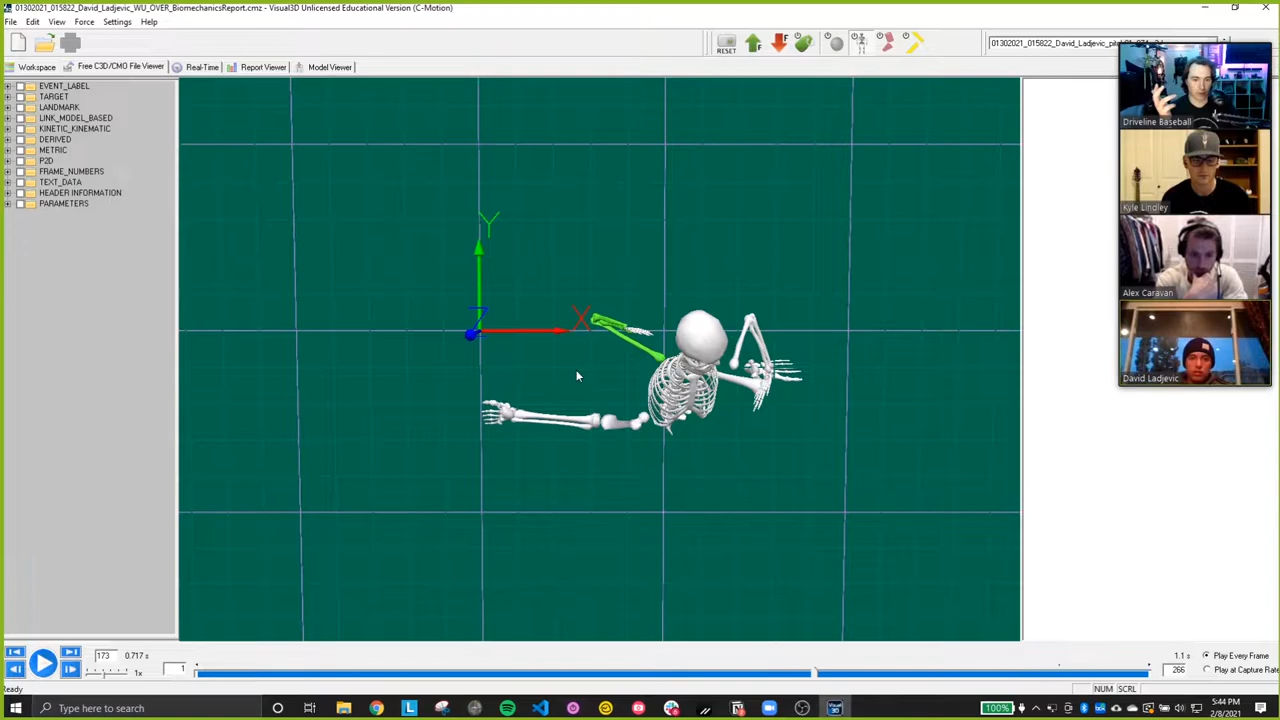 01302021_015822_David_Ladjevic_WU_OVER_BiomechanicsReport.cmz - Visual3D Unlicensed Educational Version (C-Motion)
File Edit View Force Settings Help
RESET
Workspace Free C3D/CMO File Viewer Real-Time Report Viewer Model Viewer
EVENT_LABEL
TARGET
LANDMARK
LINK_MODEL_BASED
KINETIC_KINEMATIC
DERIVED
METRIC
P2D
FRAME_NUMBERS
TEXT_DATA
HEADER INFORMATION
PARAMETERS
Y
Z
X
Driveline Baseball
Kyle Lindley
Alex Caravan
David Ladjevic
173 0.717 s
1x
1
1.1 s
266
Play Every Frame
Play at Capture Rate
Ready
NUM SCRL
Type here to search
100%
5:44 PM
2/8/2021